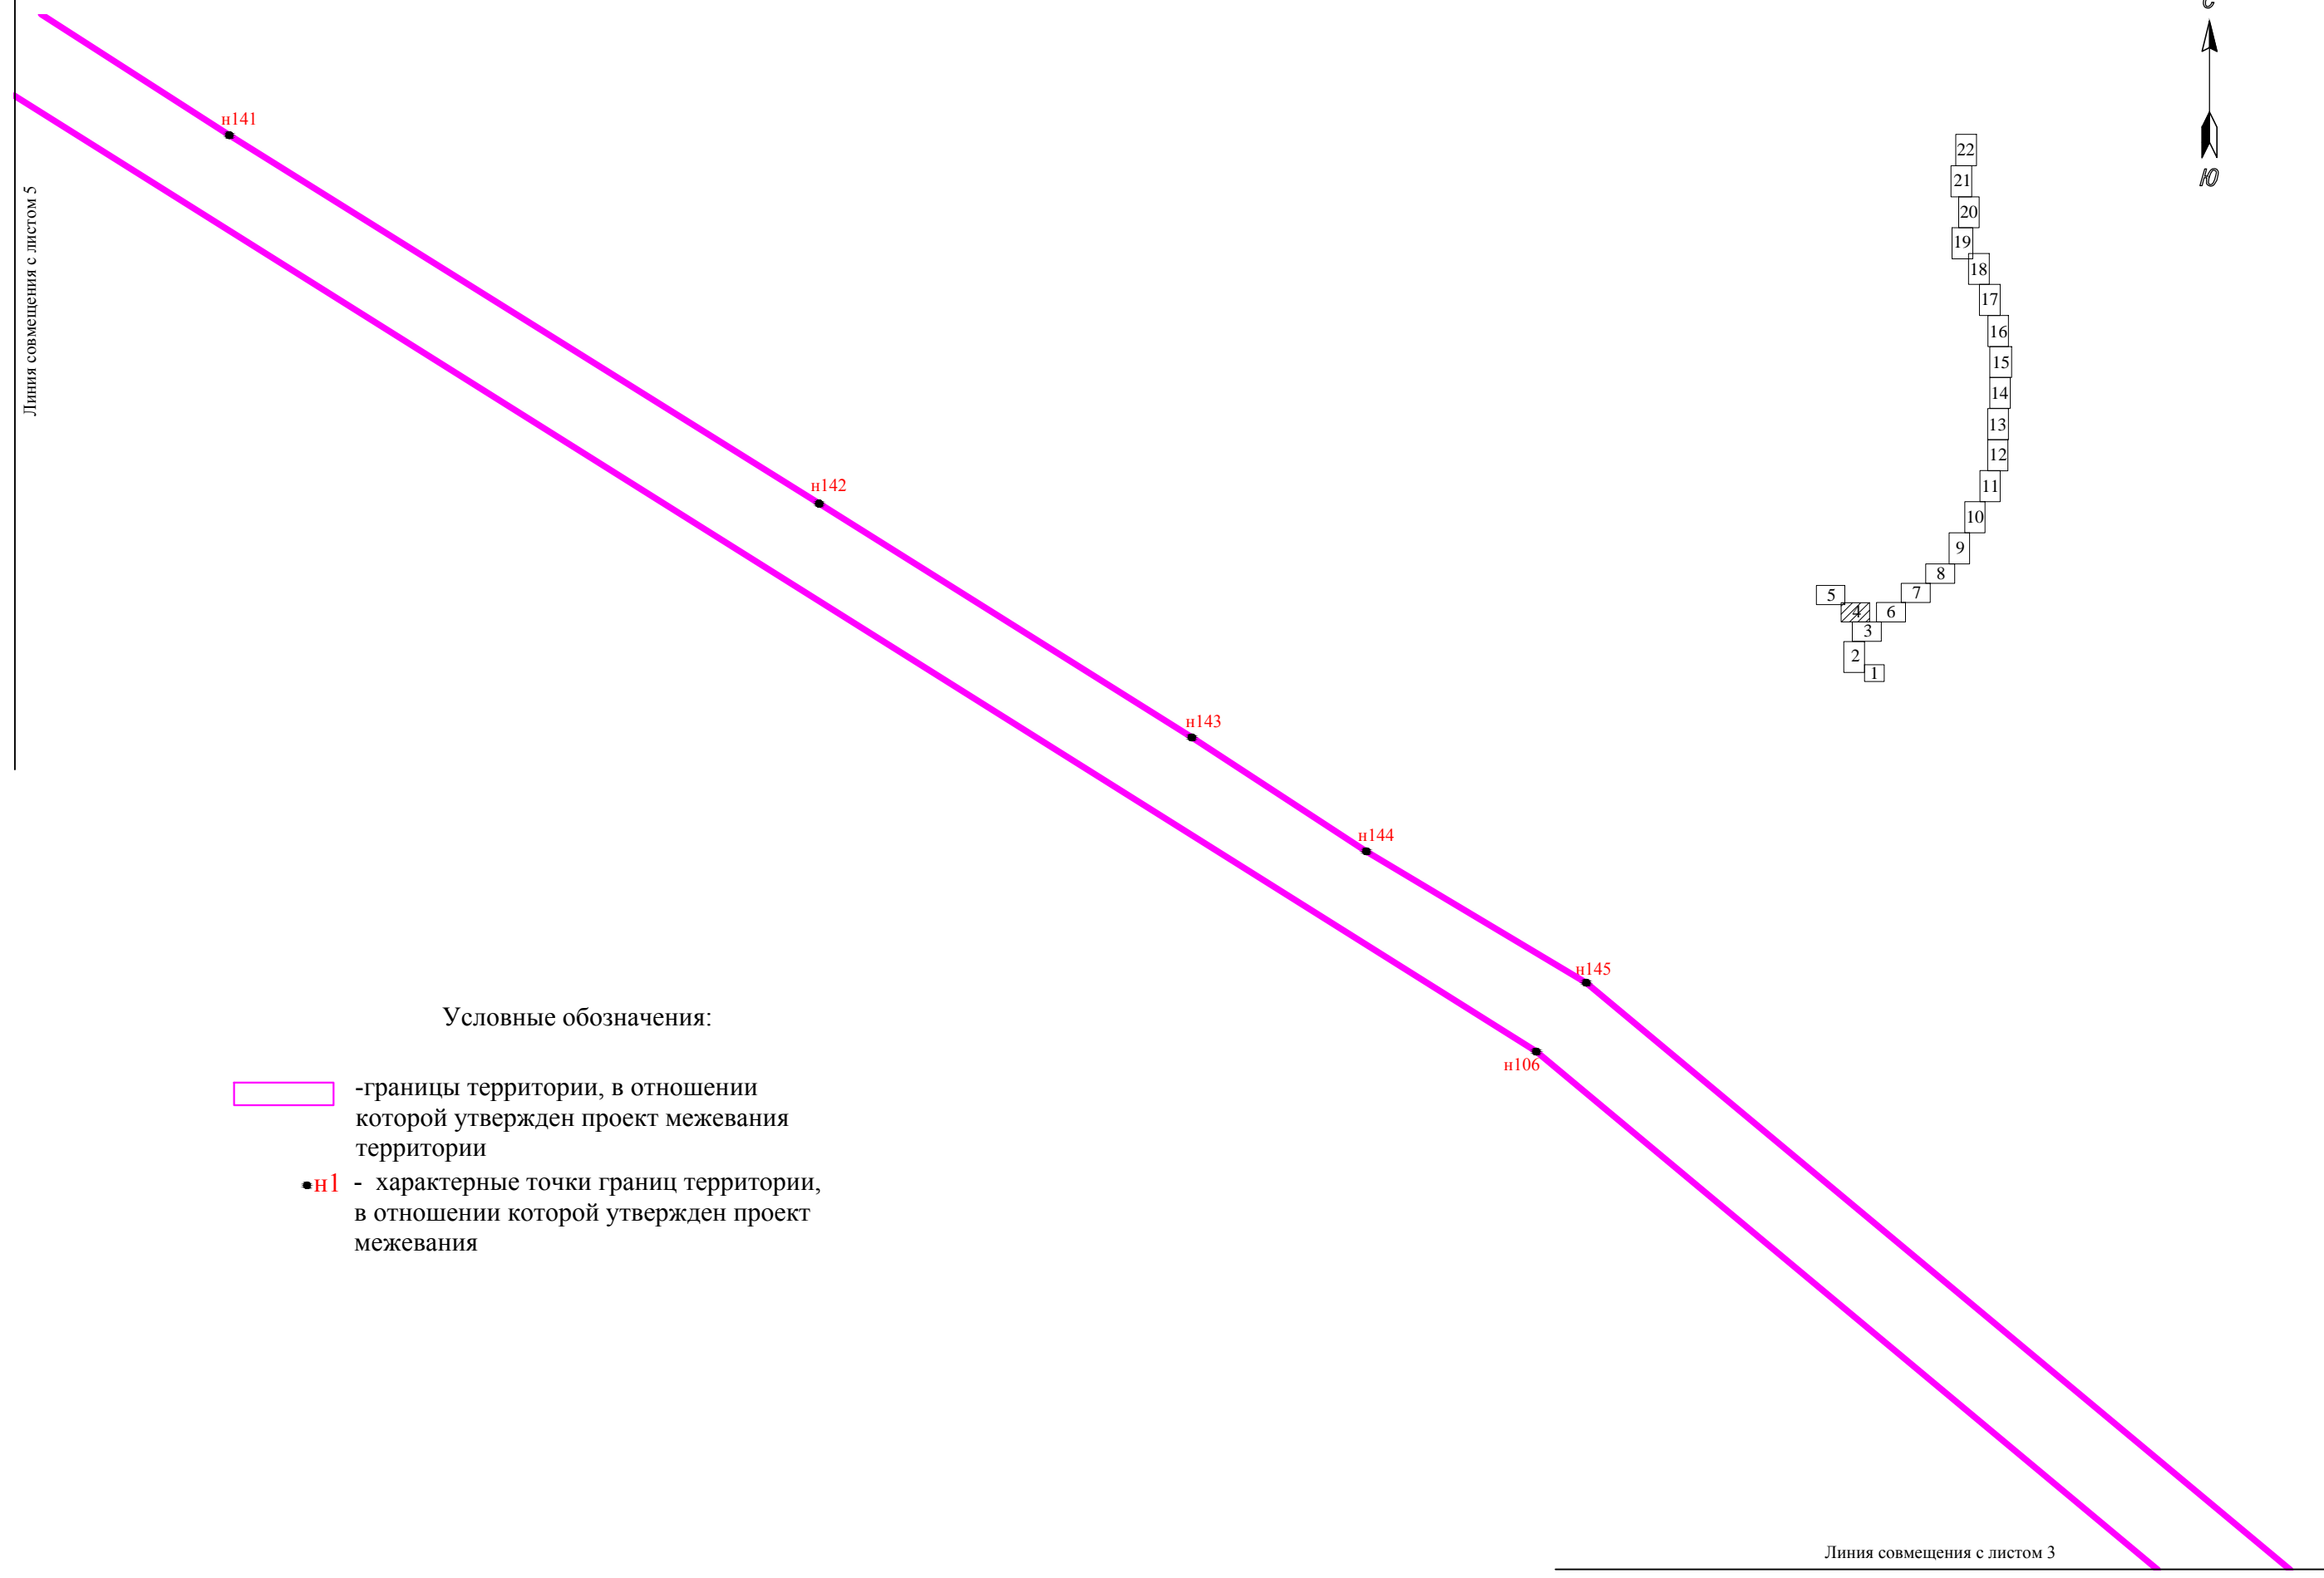 С
Ю
н141
Линия совмещения с листом 5
н142
н143
н144
н145
н106
22
21
20
19
18
17
16
15
14
13
12
11
10
9
8
7
5
4
6
3
2
1
Условные обозначения:
-границы территории, в отношении
которой утвержден проект межевания
территории
н1 - характерные точки границ территории,
в отношении которой утвержден проект
межевания
Линия совмещения с листом 3